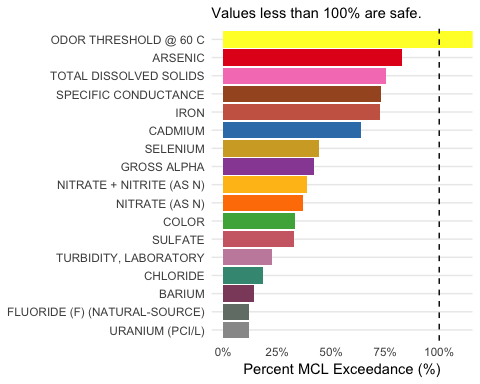 Values less than 100% are safe.
ODOR THRESHOLD @ 60 C
ARSENIC
TOTAL DISSOLVED SOLIDS
SPECIFIC CONDUCTANCE
IRON
CADMIUM
SELENIUM
GROSS ALPHA
NITRATE + NITRITE (AS N)
NITRATE (AS N)
COLOR
SULFATE
TURBIDITY, LABORATORY
CHLORIDE
BARIUM
FLUORIDE (F) (NATURAL-SOURCE)
URANIUM (PCI/L)
0% 25% 50% 75% 100%
Percent MCL Exceedance (%)